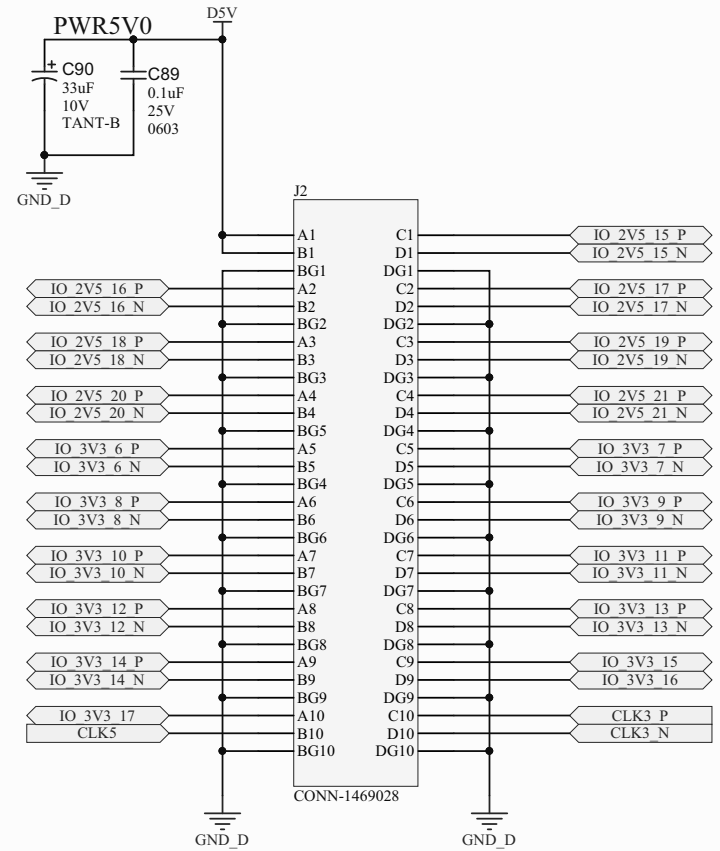 D5V
PWR5V0
C90
33uF
10V
TANT-B
C89
0.1uF
25V
0603
GND_D
J2
A1 C1 IO_2V5_15_P
B1 D1 IO_2V5_15_N
BG1 DG1
IO_2V5_16_P A2 C2 IO_2V5_17_P
IO_2V5_16_N B2 D2 IO_2V5_17_N
BG2 DG2
IO_2V5_18_P A3 C3 IO_2V5_19_P
IO_2V5_18_N B3 D3 IO_2V5_19_N
BG3 DG3
IO_2V5_20_P A4 C4 IO_2V5_21_P
IO_2V5_20_N B4 D4 IO_2V5_21_N
BG5 DG4
IO_3V3_6_P A5 C5 IO_3V3_7_P
IO_3V3_6_N B5 D5 IO_3V3_7_N
BG4 DG5
IO_3V3_8_P A6 C6 IO_3V3_9_P
IO_3V3_8_N B6 D6 IO_3V3_9_N
BG6 DG6
IO_3V3_10_P A7 C7 IO_3V3_11_P
IO_3V3_10_N B7 D7 IO_3V3_11_N
BG7 DG7
IO_3V3_12_P A8 C8 IO_3V3_13_P
IO_3V3_12_N B8 D8 IO_3V3_13_N
BG8 DG8
IO_3V3_14_P A9 C9 IO_3V3_15
IO_3V3_14_N B9 D9 IO_3V3_16
BG9 DG9
IO_3V3_17 A10 C10 CLK3_P
CLK5 B10 D10 CLK3_N
BG10 DG10
CONN-1469028
GND_D GND_D